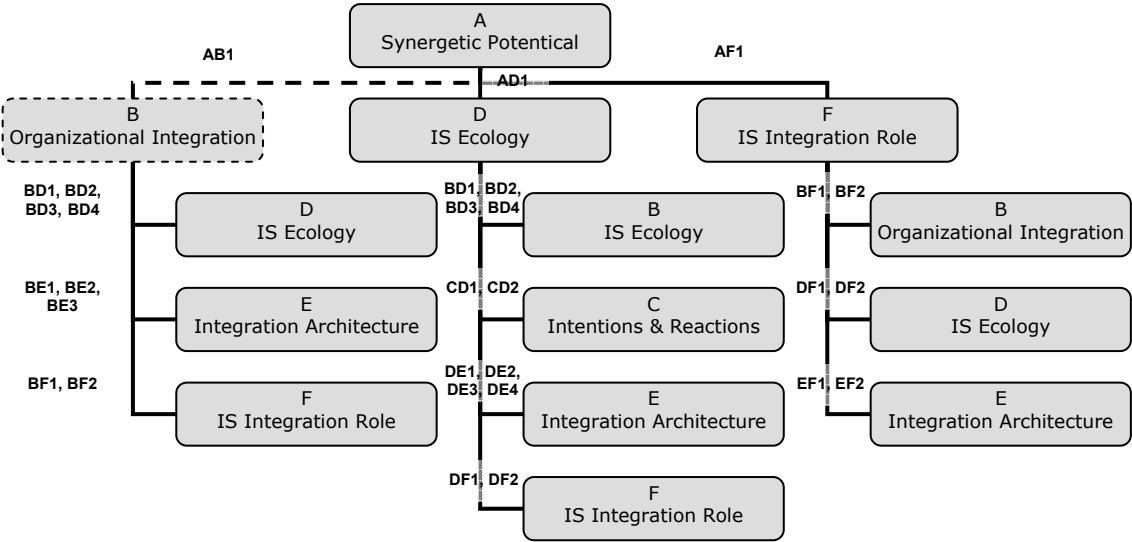 A
Synergetic Potentical
AB1
AD1
AF1
B
Organizational Integration
D
IS Ecology
F
IS Integration Role
BD1, BD2,
BD3, BD4
D
IS Ecology
BE1, BE2,
BE3
E
Integration Architecture
BF1, BF2
F
IS Integration Role
BD1, BD2,
BD3, BD4
B
IS Ecology
CD1, CD2
C
Intentions & Reactions
DE1, DE2,
DE3, DE4
E
Integration Architecture
DF1, DF2
F
IS Integration Role
BF1, BF2
B
Organizational Integration
DF1, DF2
D
IS Ecology
EF1, EF2
E
Integration Architecture